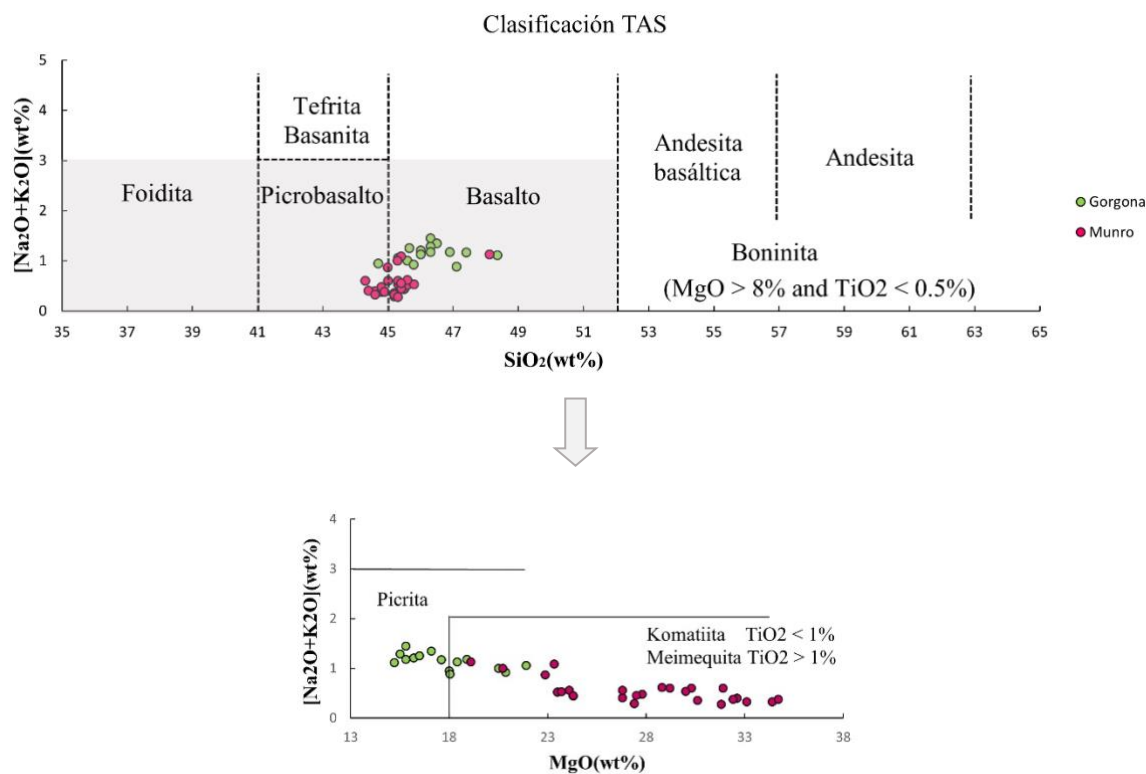 Clasificación TAS
[Na₂O+K₂O](wt%)
5
4
3
2
1
0
Tefrita
Basanita
Foidita
Picrobasalto
Basalto
Andesita
basáltica
Andesita
Boninita
(MgO > 8% and TiO2 < 0.5%)
Gorgona
Munro
35 37 39 41 43 45 47 49 51 53 55 57 59 61 63 65
SiO₂(wt%)
[Na2O+K2O](wt%)
4
3
2
1
0
Picrita
Komatiita TiO2 < 1%
Meimequita TiO2 > 1%
13 18 23 28 33 38
MgO(wt%)